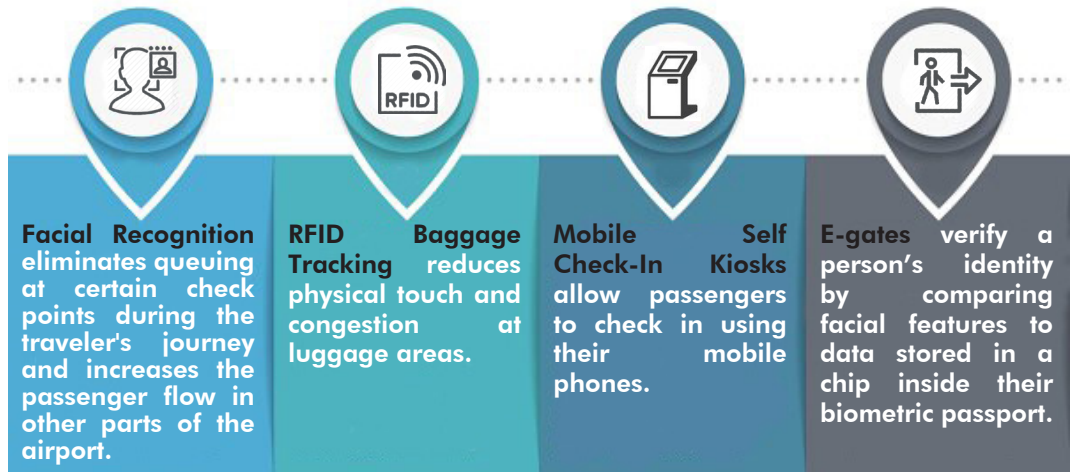 RFID
Facial Recognition
eliminates queuing
at certain check
points during the
traveler's journey
and increases the
passenger flow in
other parts of the
airport.
RFID Baggage
Tracking reduces
physical touch and
congestion at
luggage areas.
Mobile Self
Check-In Kiosks
allow passengers
to check in using
their mobile
phones.
E-gates verify a
person’s identity
by comparing
facial features to
data stored in a
chip inside their
biometric passport.